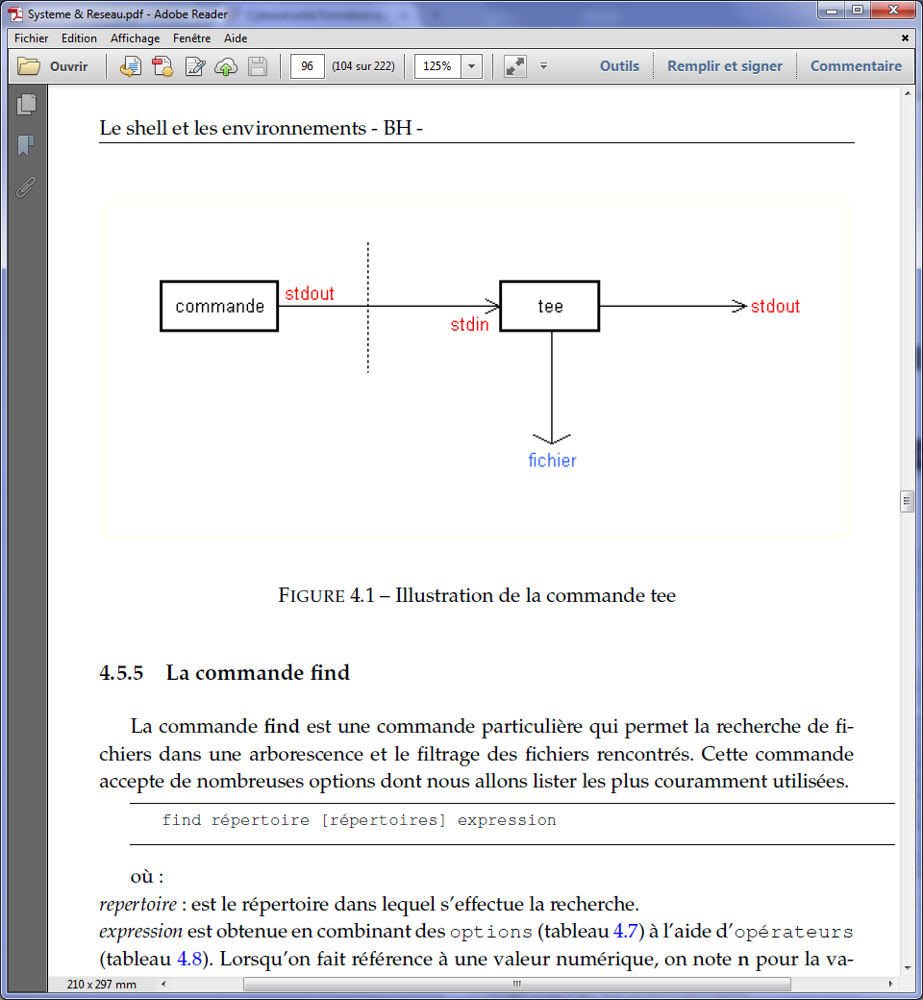 Systeme & Reseau.pdf - Adobe Reader
Fichier Edition Affichage Fenêtre Aide
Ouvrir 96 (104 sur 222) 125% Outils Remplir et signer Commentaire
Le shell et les environnements - BH -
commande stdout stdin tee stdout
fichier
FIGURE 4.1 – Illustration de la commande tee
4.5.5 La commande find
La commande find est une commande particulière qui permet la recherche de fi-
chiers dans une arborescence et le filtrage des fichiers rencontrés. Cette commande
accepte de nombreuses options dont nous allons lister les plus couramment utilisées.
find répertoire [répertoires] expression
où :
repertoire : est le répertoire dans lequel s'effectue la recherche.
expression est obtenue en combinant des options (tableau 4.7) à l'aide d'opérateurs
(tableau 4.8). Lorsqu'on fait référence à une valeur numérique, on note n pour la va-
210 x 297 mm